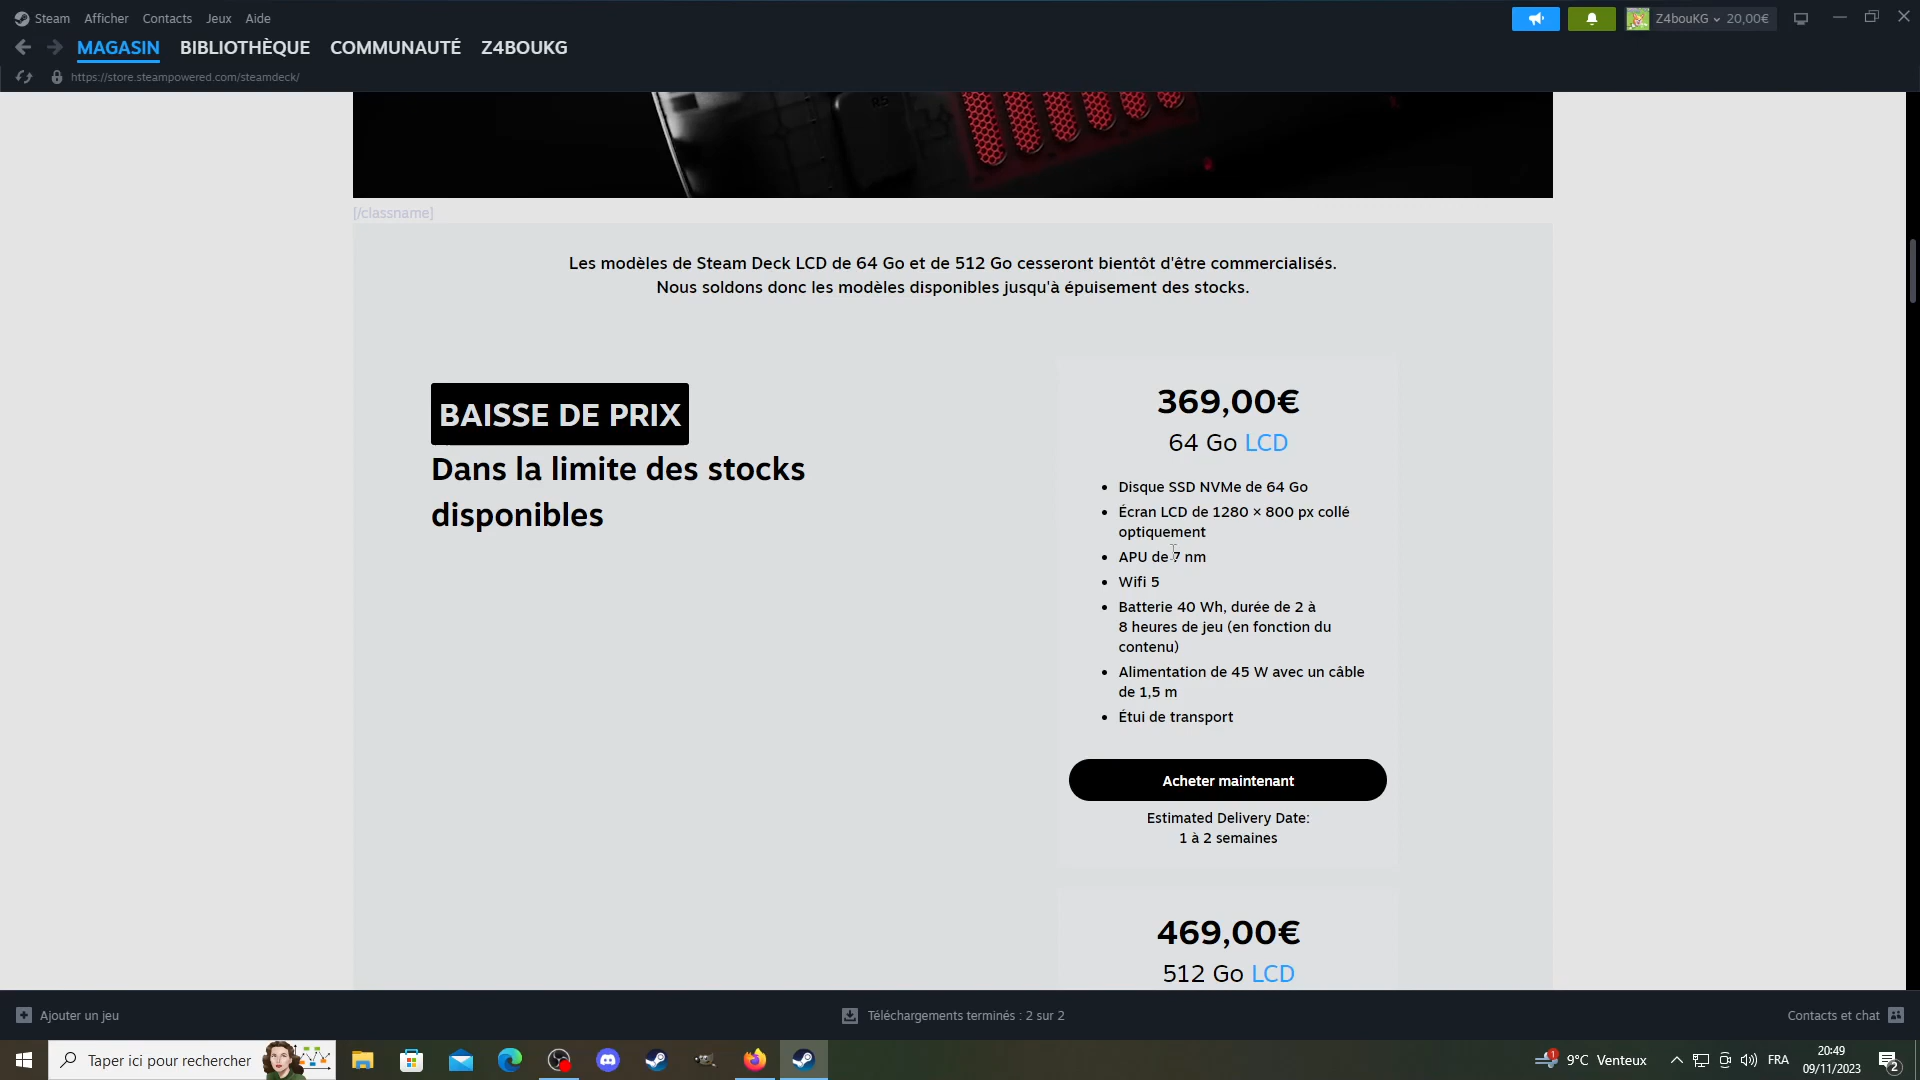 Steam Afficher Contacts Jeux Aide
Z4bouKG 20,00€
MAGASIN BIBLIOTHÈQUE COMMUNAUTÉ Z4BOUKG
https://store.steampowered.com/steamdeck/
R5
[/classname]
Les modèles de Steam Deck LCD de 64 Go et de 512 Go cesseront bientôt d'être commercialisés.
Nous soldons donc les modèles disponibles jusqu'à épuisement des stocks.
BAISSE DE PRIX
Dans la limite des stocks
disponibles
369,00€
64 Go LCD
• Disque SSD NVMe de 64 Go
• Écran LCD de 1280 × 800 px collé
optiquement
• APU de 7 nm
• Wifi 5
• Batterie 40 Wh, durée de 2 à
8 heures de jeu (en fonction du
contenu)
• Alimentation de 45 W avec un câble
de 1,5 m
• Étui de transport
Acheter maintenant
Estimated Delivery Date:
1 à 2 semaines
469,00€
512 Go LCD
Ajouter un jeu
Téléchargements terminés : 2 sur 2
Contacts et chat
Taper ici pour rechercher
1
9°C Venteux
FRA
20:49
09/11/2023
2